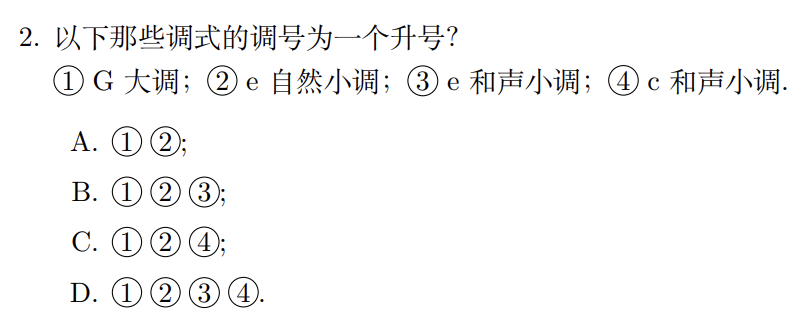 2. 以下那些调式的调号为一个升号?
① G 大调; ② e 自然小调; ③ e 和声小调; ④ c 和声小调.
A. ① ②;
B. ① ② ③;
C. ① ② ④;
D. ① ② ③ ④.